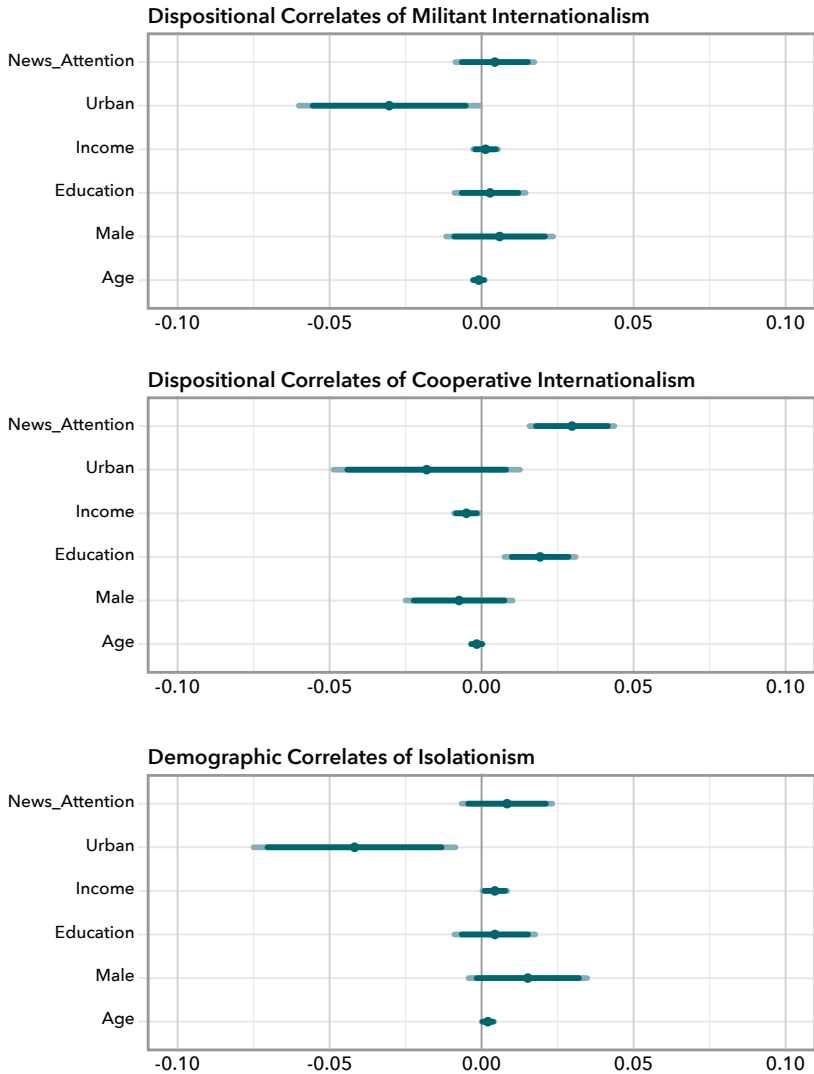 Dispositional Correlates of Militant Internationalism
News_Attention
Urban
Income
Education
Male
Age
-0.10 -0.05 0.00 0.05 0.10
Dispositional Correlates of Cooperative Internationalism
News_Attention
Urban
Income
Education
Male
Age
-0.10 -0.05 0.00 0.05 0.10
Demographic Correlates of Isolationism
News_Attention
Urban
Income
Education
Male
Age
-0.10 -0.05 0.00 0.05 0.10